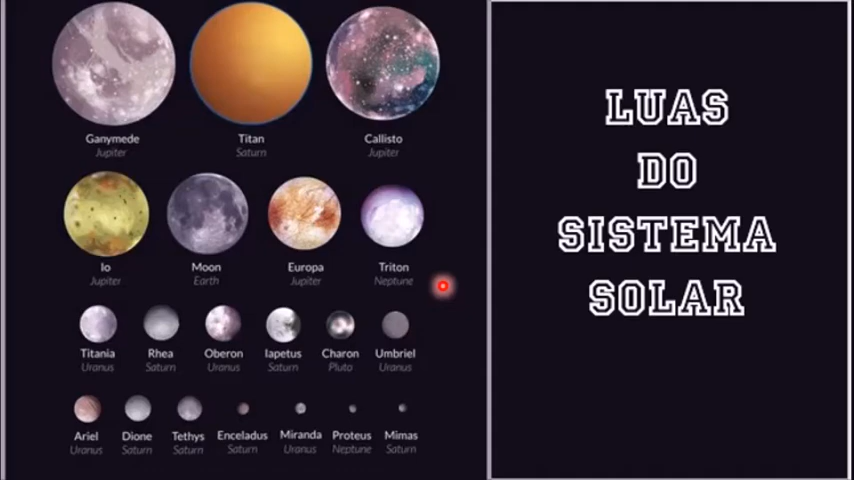 Ganymede Titan Callisto
Jupiter Saturn Jupiter
Io Moon Europa Triton
Jupiter Earth Jupiter Neptune
Titania Rhea Oberon Iapetus Charon Umbriel
Uranus Saturn Uranus Saturn Pluto Uranus
Ariel Dione Tethys Enceladus Miranda Proteus Mimas
Uranus Saturn Saturn Saturn Uranus Neptune Saturn
LUAS
DO
SISTEMA
SOLAR